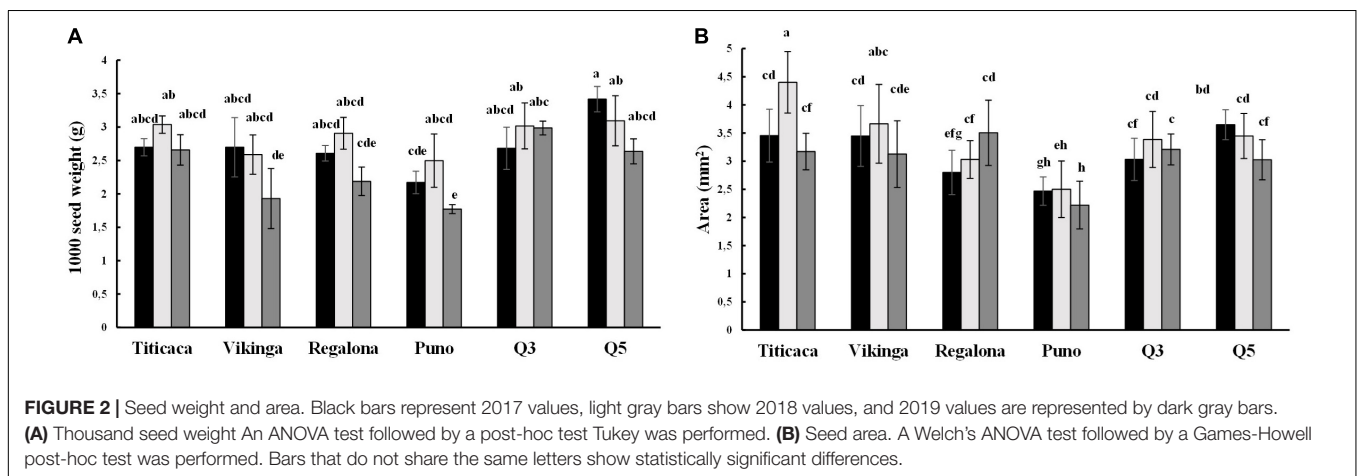 A
1000 seed weight (g)
4
3,5
3
2,5
2
1,5
1
0,5
0
abcd ab abcd
abcd abcd de
abcd abcd cde
cde abcd e
abcd ab abc
a ab abcd
Titicaca Vikinga Regalona Puno Q3 Q5
B
Area (mm²)
5
4,5
4
3,5
3
2,5
2
1,5
1
0,5
0
cd a cf
cd abc cde
efg cf cd
gh eh h
cf cd c
bd cd cf
Titicaca Vikinga Regalona Puno Q3 Q5
FIGURE 2 | Seed weight and area. Black bars represent 2017 values, light gray bars show 2018 values, and 2019 values are represented by dark gray bars.
(A) Thousand seed weight An ANOVA test followed by a post-hoc test Tukey was performed. (B) Seed area. A Welch's ANOVA test followed by a Games-Howell
post-hoc test was performed. Bars that do not share the same letters show statistically significant differences.